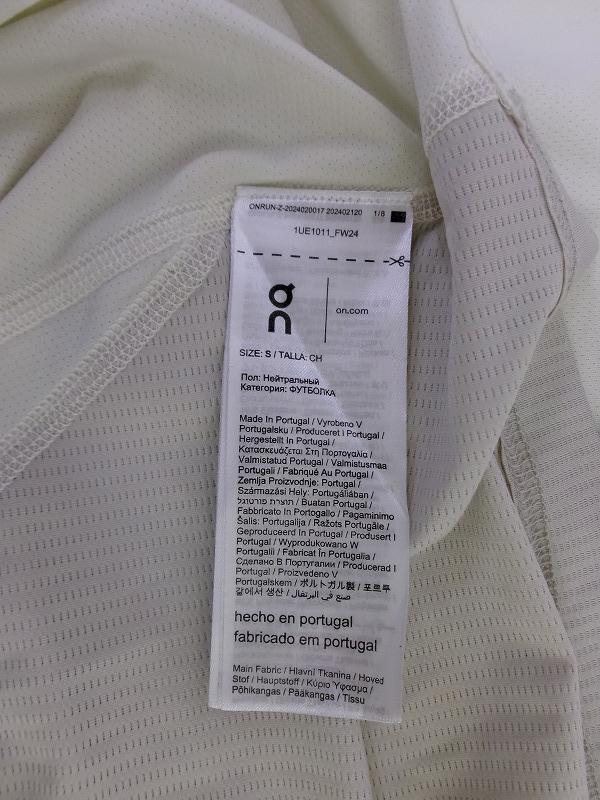 ONRUN-Z-2024020017 202402120 1/8
1UE1011_FW24
on
on.com
SIZE: S / TALLA: CH
Пол: Нейтральный
Категория: ФУТБОЛКА
Made In Portugal / Vyrobeno V
Portugalsku / Produceret I Portugal /
Hergestellt In Portugal /
Κατασκευάζεται Στη Πορτογαλία /
Valmistatud Portugal / Valmistusmaa
Portugali / Fabriqué Au Portugal /
Zemlja Proizvodnje: Portugal /
Származási Hely: Portugáliában /
תוצרת פורטוגל / Buatan Portugal /
Fabbricato In Portogallo / Pagaminimo
Šalis: Portugalija / Ražots Portugāle /
Geproduceerd In Portugal / Produsert I
Portugal / Wyprodukowano W
Portugalii / Fabricat În Portugalia /
Сделано В Португалии / Producerad I
Portugal / Proizvedeno V
Portugalskem / ポルトガル製 / 포르투
갈에서 생산 / صنع في البرتغال
hecho en portugal
fabricado em portugal
Main Fabric / Hlavní Tkanina / Hoved
Stof / Hauptstoff / Κύριο Ύφασμα /
Põhikangas / Pääkangas / Tissu